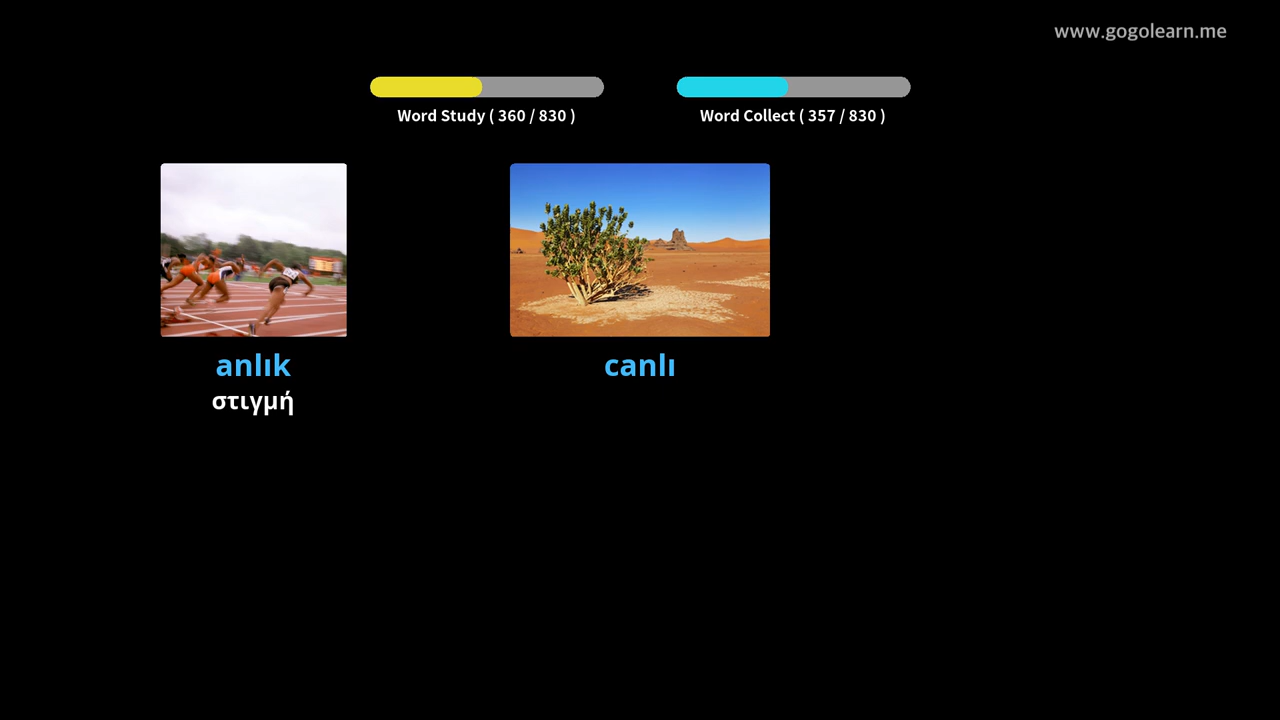 www.gogolearn.me
Word Study ( 360 / 830 )
Word Collect ( 357 / 830 )
anlık
στιγμή
canlı